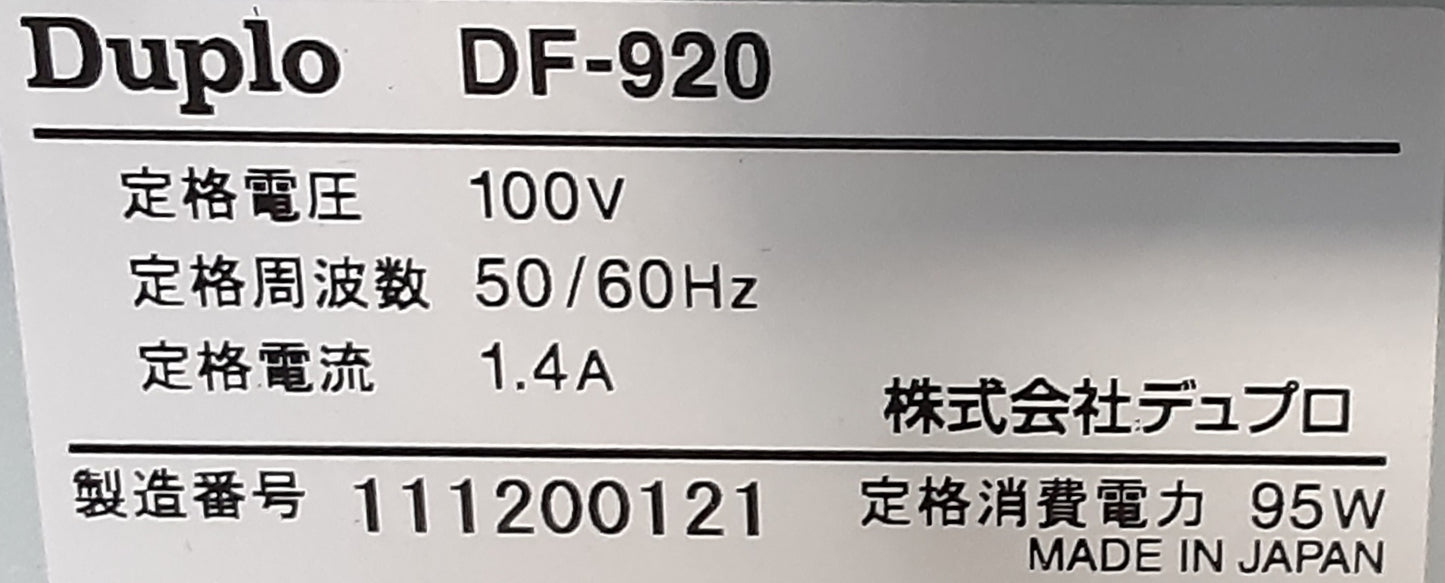 Duplo DF-920
定格電圧 100V
定格周波数 50/60Hz
定格電流 1.4A
株式会社デュプロ
製造番号 111200121 定格消費電力 95W
MADE IN JAPAN